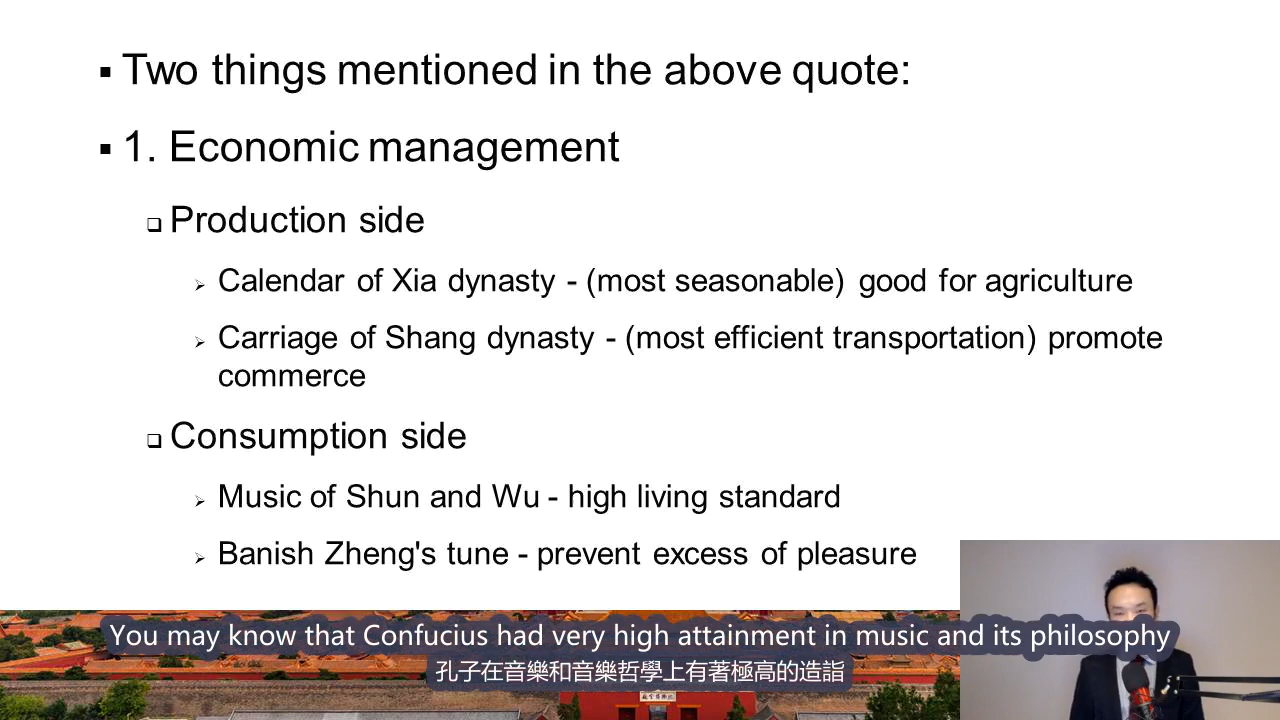 Two things mentioned in the above quote:
1. Economic management
Production side
Calendar of Xia dynasty - (most seasonable) good for agriculture
Carriage of Shang dynasty - (most efficient transportation) promote
commerce
Consumption side
Music of Shun and Wu - high living standard
Banish Zheng's tune - prevent excess of pleasure
You may know that Confucius had very high attainment in music and its philosophy
孔子在音樂和音樂哲學上有著極高的造詣